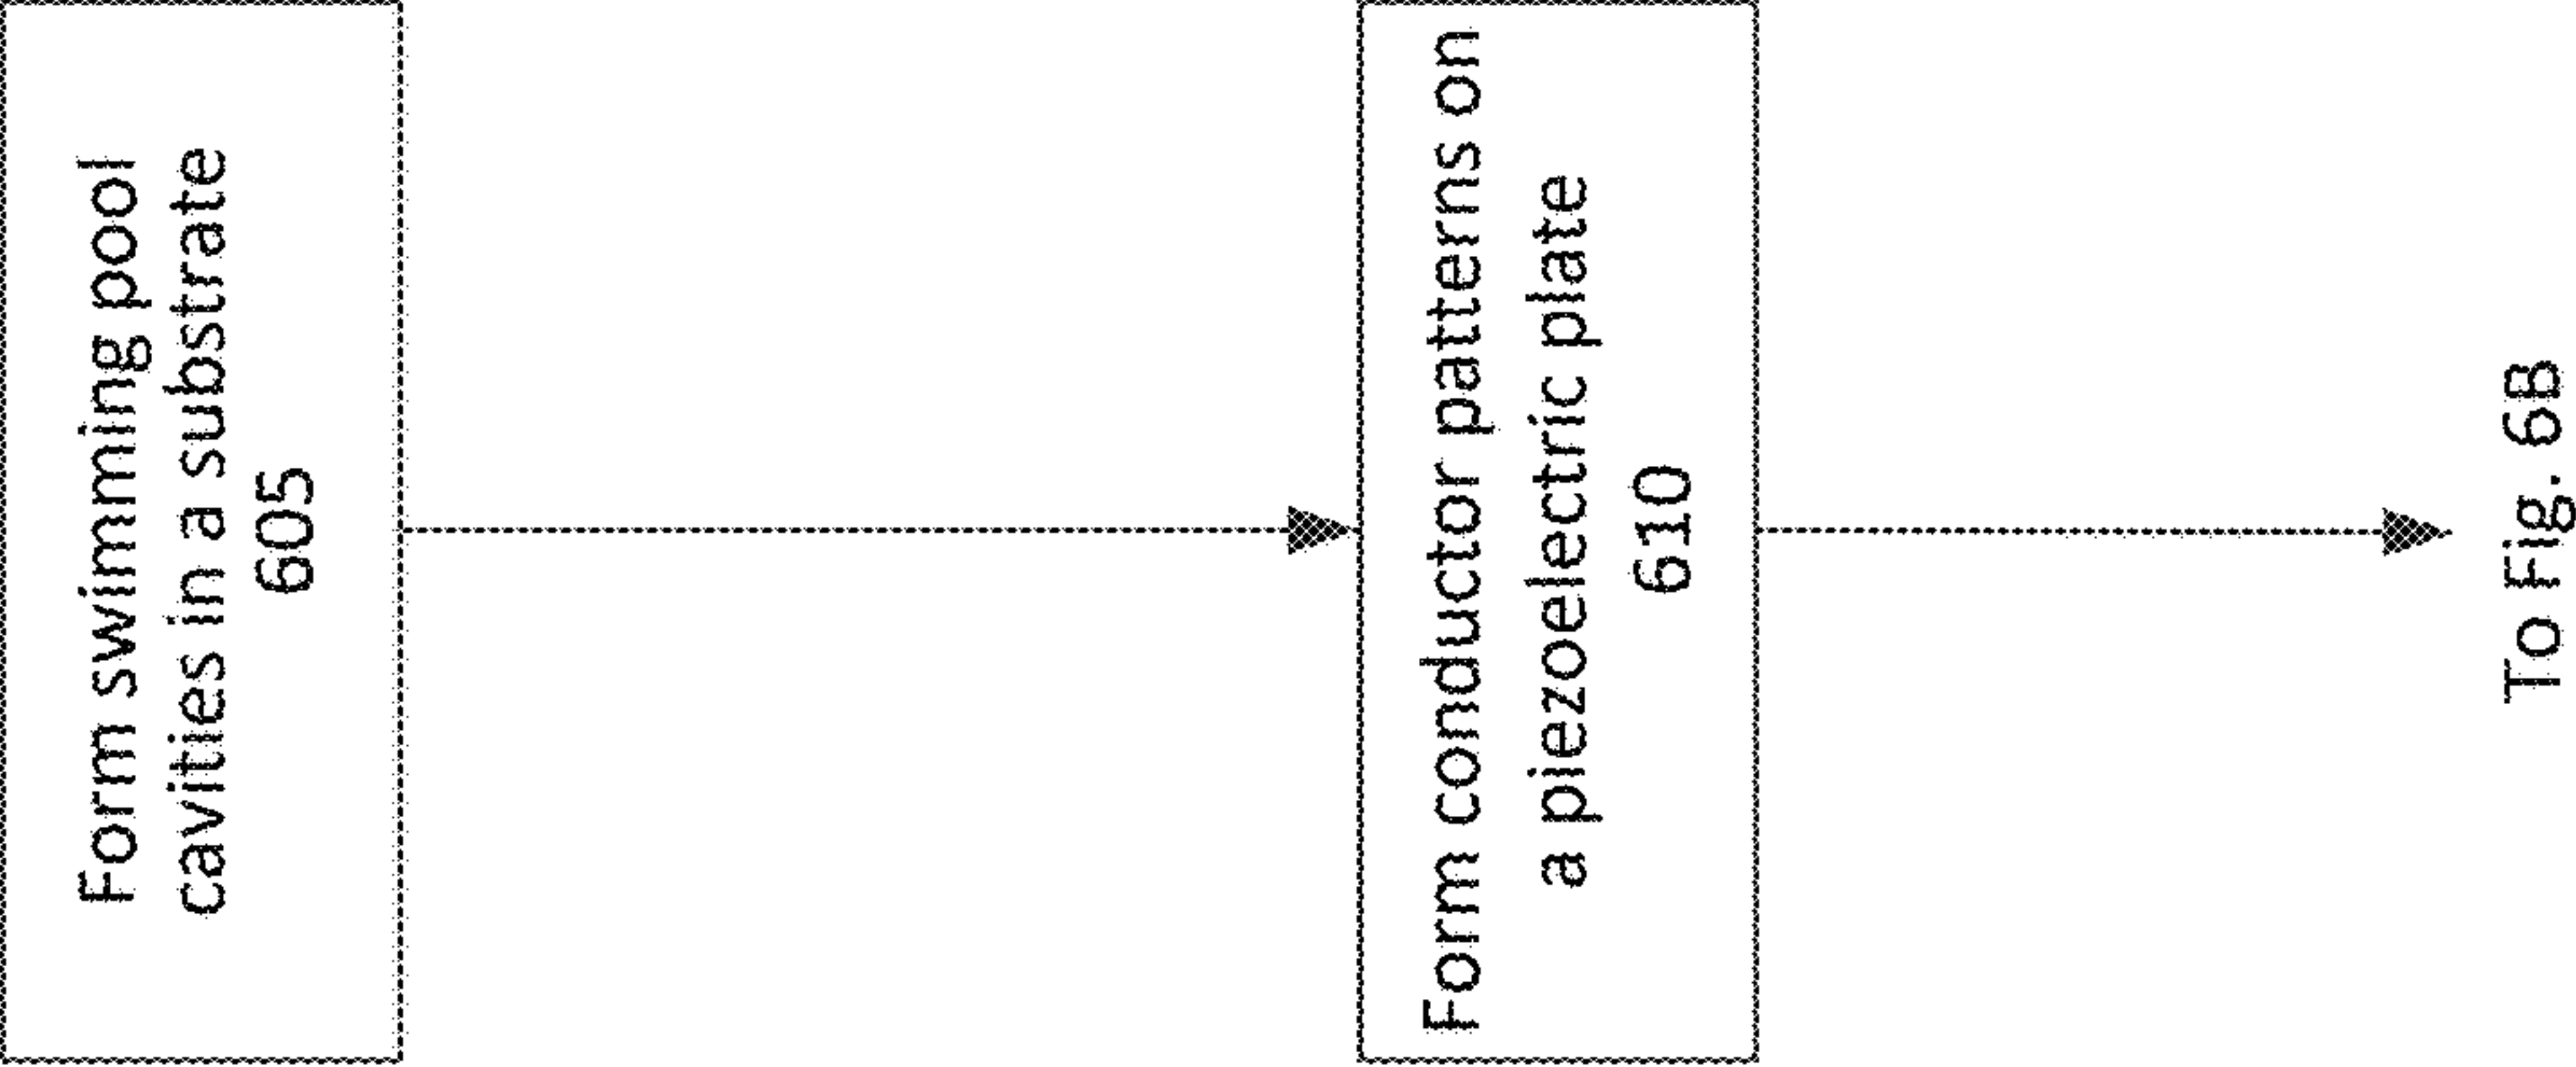 Form swimming pool
cavities in a substrate
605
Form conductor patterns on
a piezoelectric plate
610
To Fig. 6B